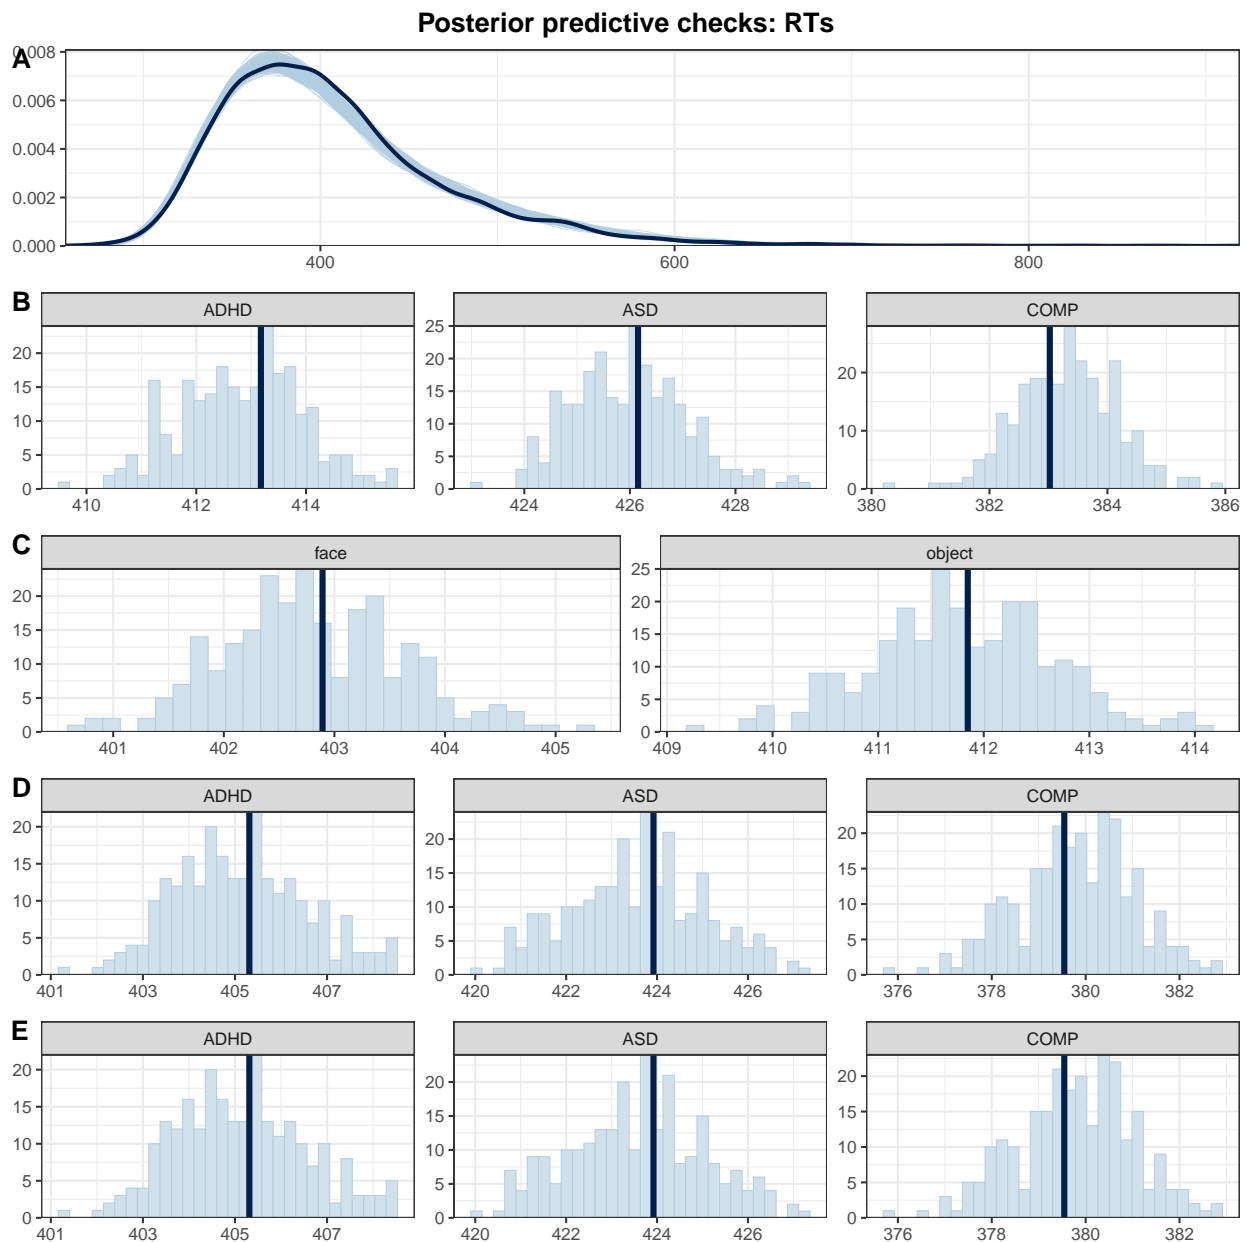 Posterior predictive checks: RTs
A
0.008
0.006
0.004
0.002
0.000
400 600 800
B
ADHD ASD COMP
20
15
10
5
0
25
20
15
10
5
0
20
10
0
410 412 414
424 426 428
380 382 384 386
C
face object
20
15
10
5
0
25
20
15
10
5
0
401 402 403 404 405
409 410 411 412 413 414
D
ADHD ASD COMP
20
15
10
5
0
20
15
10
5
0
20
15
10
5
0
401 403 405 407
420 422 424 426
376 378 380 382
E
ADHD ASD COMP
20
15
10
5
0
20
15
10
5
0
20
15
10
5
0
401 403 405 407
420 422 424 426
376 378 380 382